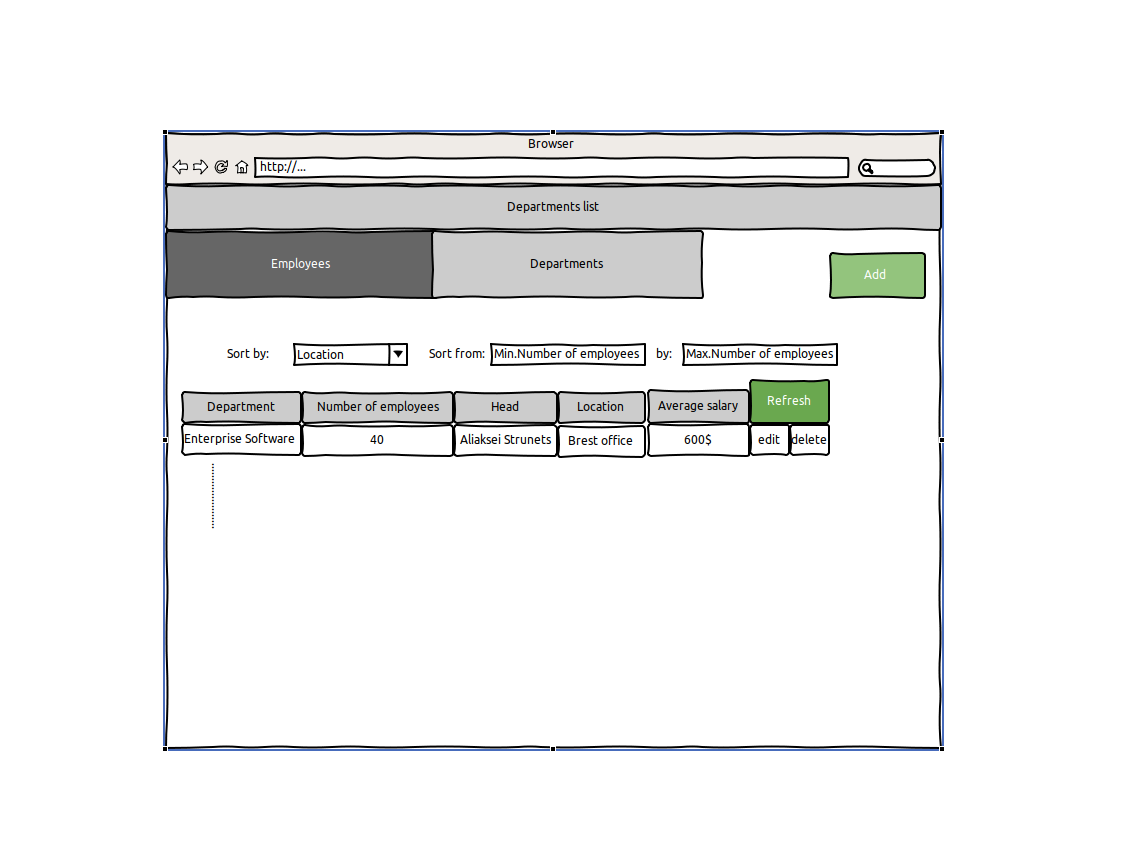 Browser
http://...
Departments list
Employees
Departments
Add
Sort by:
Location
Sort from:
Min.Number of employees
by:
Max.Number of employees
Department
Number of employees
Head
Location
Average salary
Refresh
Enterprise Software
40
Aliaksei Strunets
Brest office
600$
edit
delete